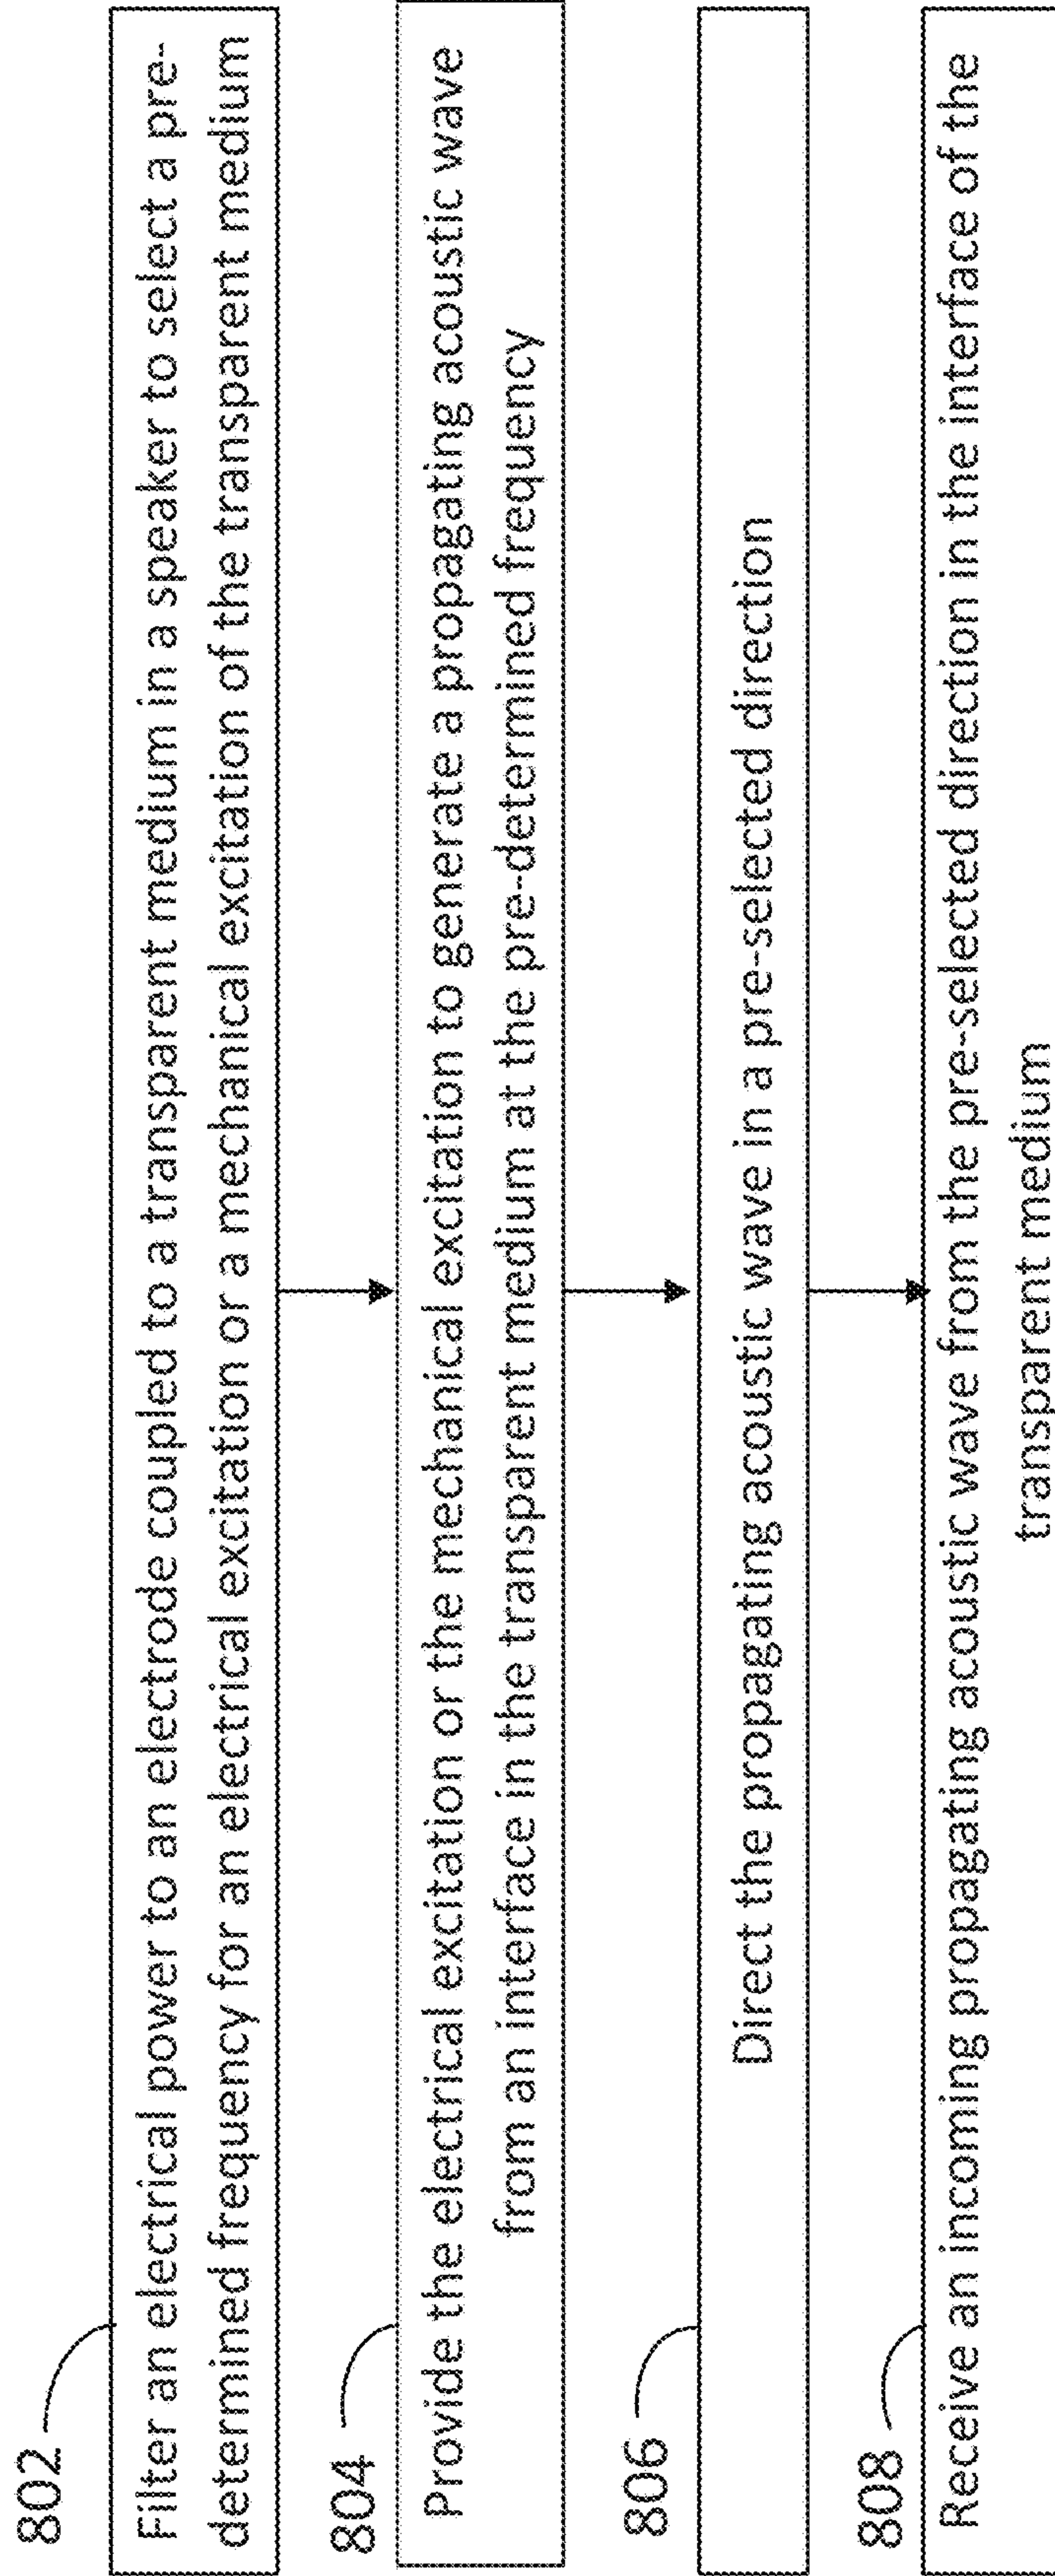 802
Filter an electrical power to an electrode coupled to a transparent medium in a speaker to select a pre-
determined frequency for an electrical excitation or a mechanical excitation of the transparent medium
804
Provide the electrical excitation or the mechanical excitation to generate a propagating acoustic wave
from an interface in the transparent medium at the pre-determined frequency
806
Direct the propagating acoustic wave in a pre-selected direction
808
Receive an incoming propagating acoustic wave from the pre-selected direction in the interface of the
transparent medium